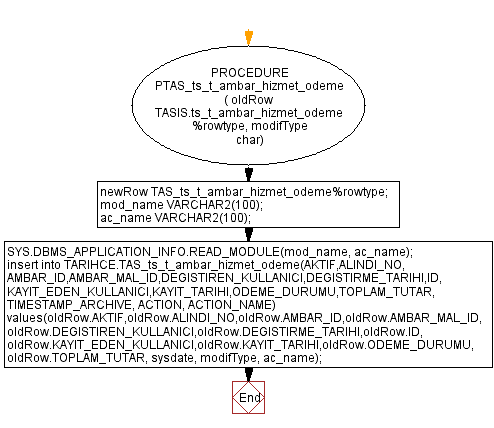 PROCEDURE
PTAS_ts_t_ambar_hizmet_odeme
( oldRow
TASIS.ts_t_ambar_hizmet_odeme
%rowtype, modifType
char)
newRow TAS_ts_t_ambar_hizmet_odeme%rowtype;
mod_name VARCHAR2(100);
ac_name VARCHAR2(100);
SYS.DBMS_APPLICATION_INFO.READ_MODULE(mod_name, ac_name);
insert into TARIHCE.TAS_ts_t_ambar_hizmet_odeme(AKTIF,ALINDI_NO,
AMBAR_ID,AMBAR_MAL_ID,DEGISTIREN_KULLANICI,DEGISTIRME_TARIHI,ID,
KAYIT_EDEN_KULLANICI,KAYIT_TARIHI,ODEME_DURUMU,TOPLAM_TUTAR,
TIMESTAMP_ARCHIVE, ACTION, ACTION_NAME)
values(oldRow.AKTIF,oldRow.ALINDI_NO,oldRow.AMBAR_ID,oldRow.AMBAR_MAL_ID,
oldRow.DEGISTIREN_KULLANICI,oldRow.DEGISTIRME_TARIHI,oldRow.ID,
oldRow.KAYIT_EDEN_KULLANICI,oldRow.KAYIT_TARIHI,oldRow.ODEME_DURUMU,
oldRow.TOPLAM_TUTAR, sysdate, modifType, ac_name);
End